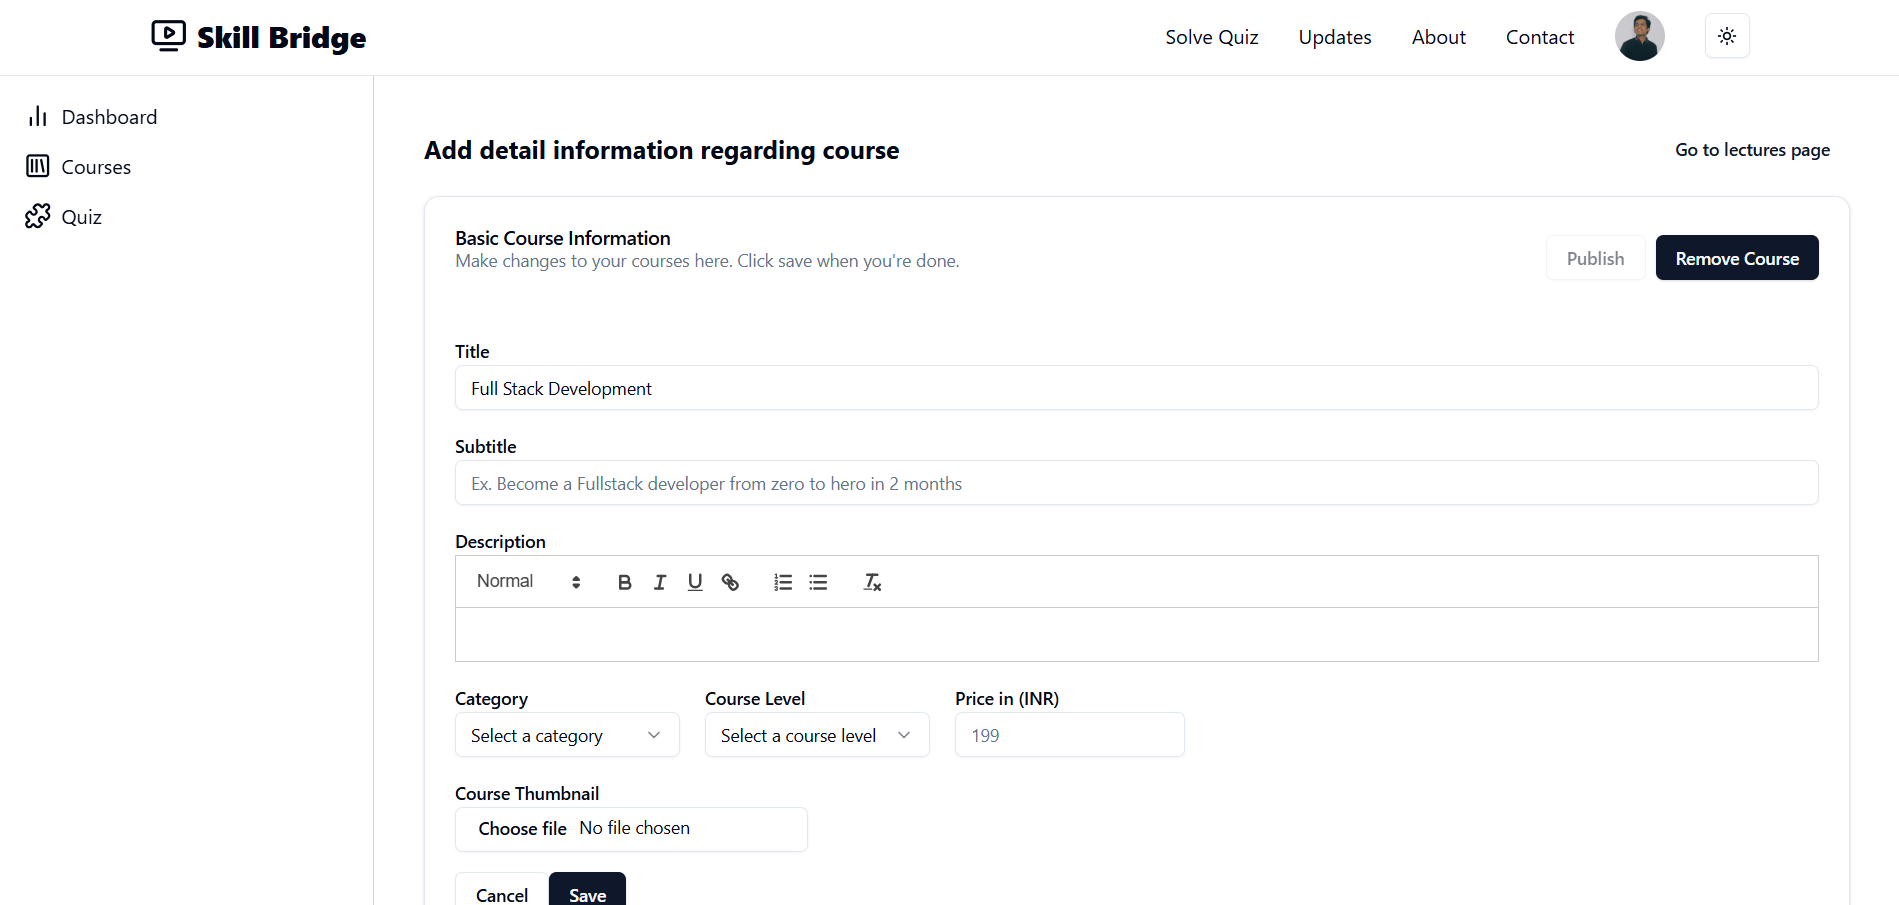 Skill Bridge
Solve Quiz Updates About Contact
Dashboard
Courses
Quiz
Add detail information regarding course
Go to lectures page
Basic Course Information
Make changes to your courses here. Click save when you're done.
Publish Remove Course
Title
Full Stack Development
Subtitle
Ex. Become a Fullstack developer from zero to hero in 2 months
Description
Normal
Category Course Level Price in (INR)
Select a category Select a course level 199
Course Thumbnail
Choose file No file chosen
Cancel Save